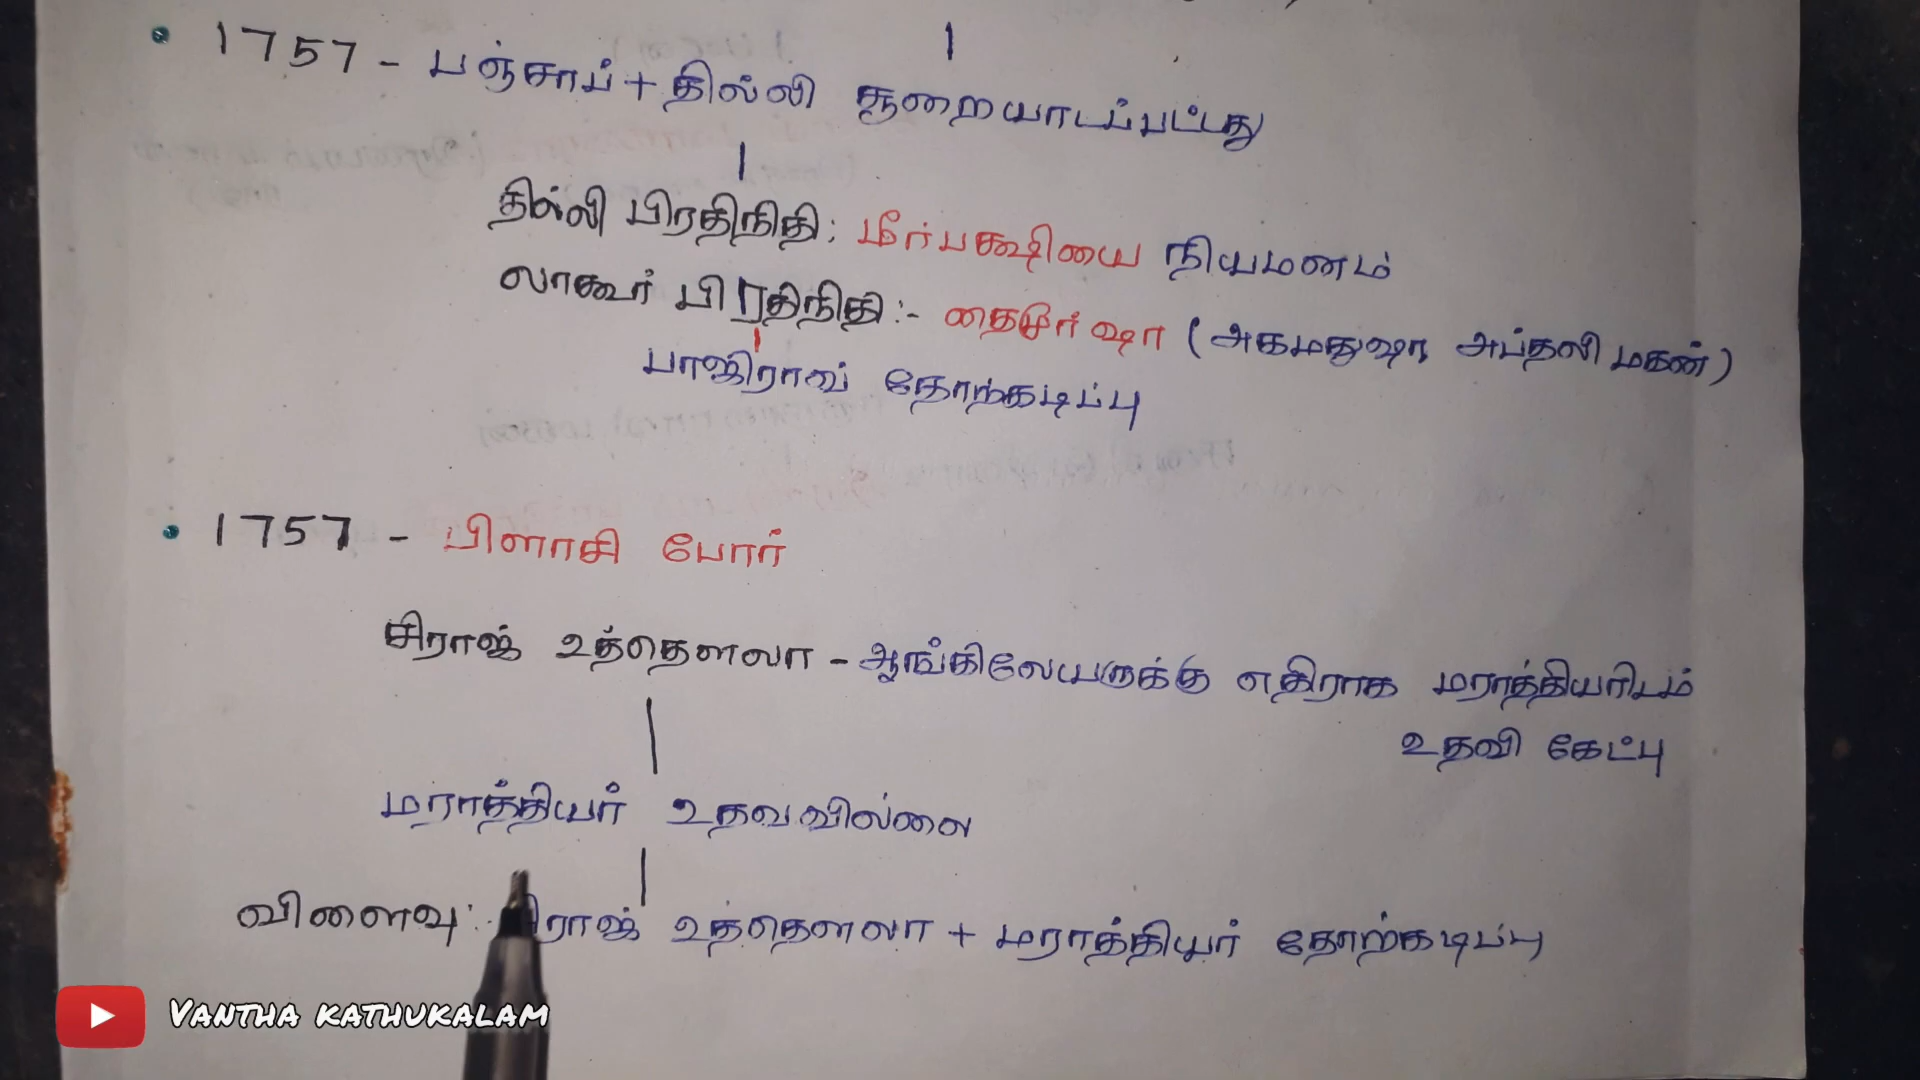 1757 - பஞ்சாப் + தில்லி சூறையாடப்பட்டது
தில்லி பிரதிநிதி: மீர்பக்ஷியை நியமனம்
லாகூர் பிரதிநிதி:- தைமூர் ஷா (அகமதுஷா அப்தலி மகன்)
பாஜிராவ் தோற்கடிப்பு
1757 - பிளாசி போர்
சிராஜ் உத்தௌலா - ஆங்கிலேயருக்கு எதிராக மராத்தியரிடம்
உதவி கேட்பு
மராத்தியர் உதவவில்லை
விளைவு: சிராஜ் உத்தௌலா + மராத்தியர் தோற்கடிப்பு
VANTHA KATHUKALAM